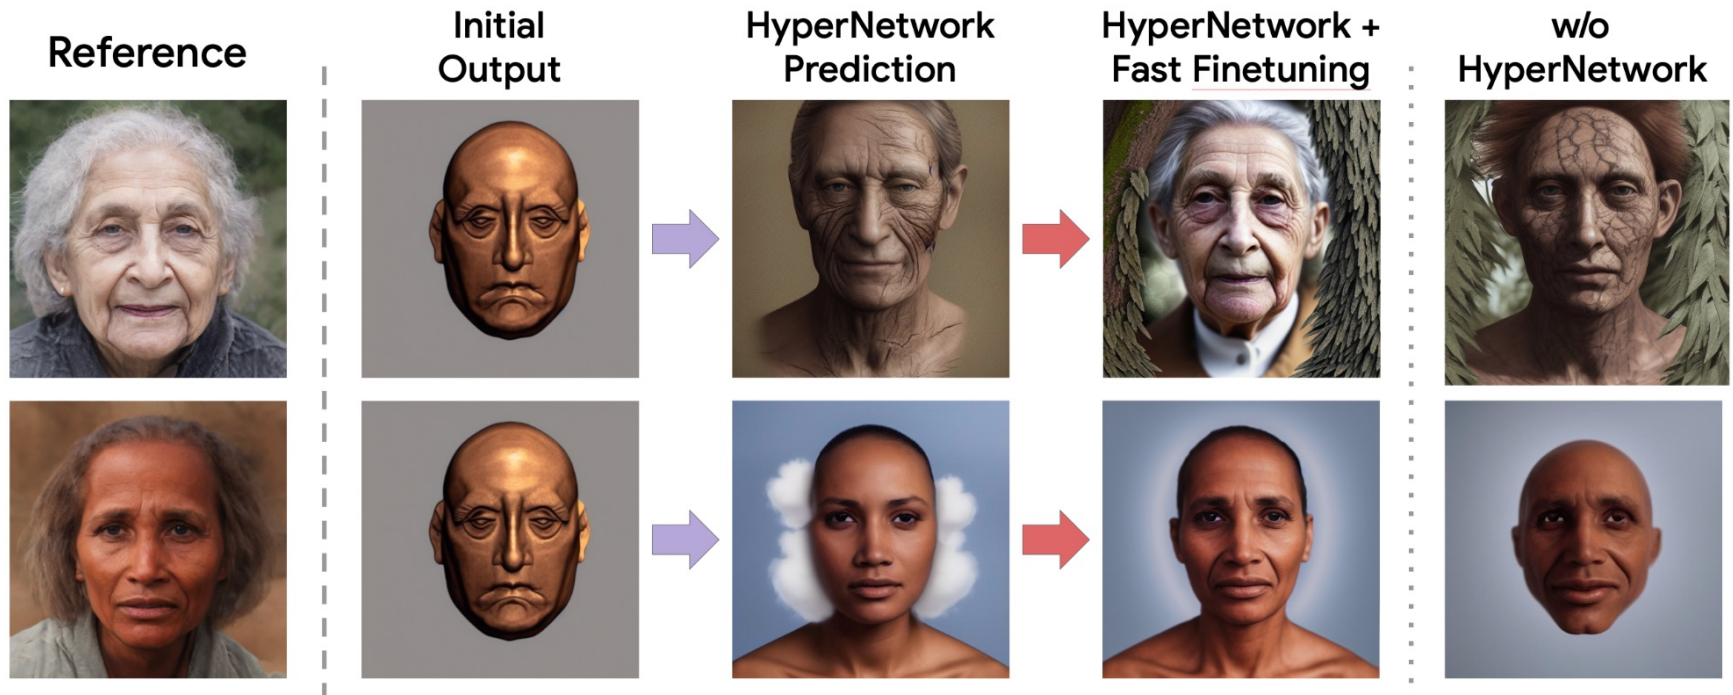 Reference
Initial
Output
HyperNetwork
Prediction
HyperNetwork +
Fast Finetuning
w/o
HyperNetwork